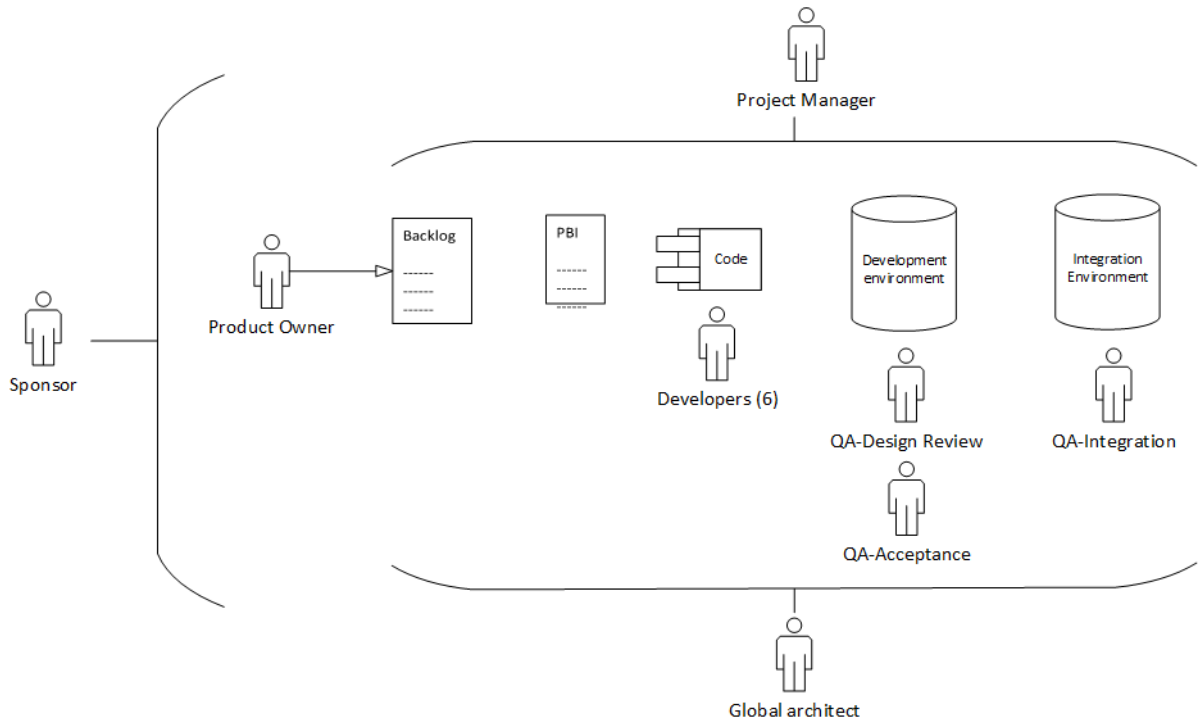 Project Manager
Backlog
------
------
------
PBI
------
------
------
Code
Development
environment
Integration
Environment
Product Owner
Sponsor
Developers (6)
QA-Design Review
QA-Integration
QA-Acceptance
Global architect